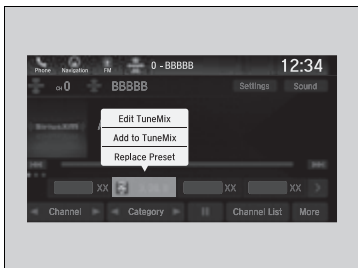 Phone Navigation FM 0 - BBBBB 12:34
CH 0 BBBBB Settings Sound
Edit TuneMix
Add to TuneMix
Replace Preset
XX XX XX
Channel Category Channel List More